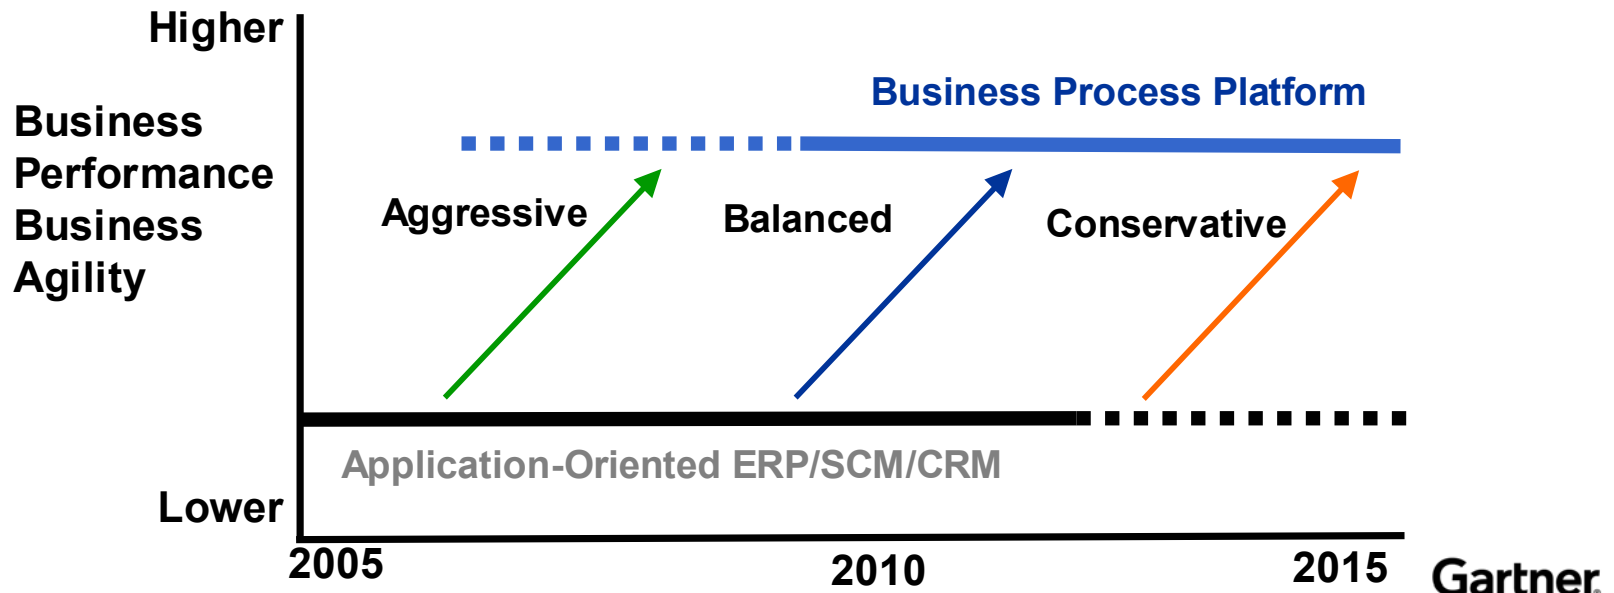 Higher
Business Process Platform
Business
Performance
Business
Agility
Aggressive
Balanced
Conservative
Application-Oriented ERP/SCM/CRM
Lower
2005
2010
2015
Gartner.